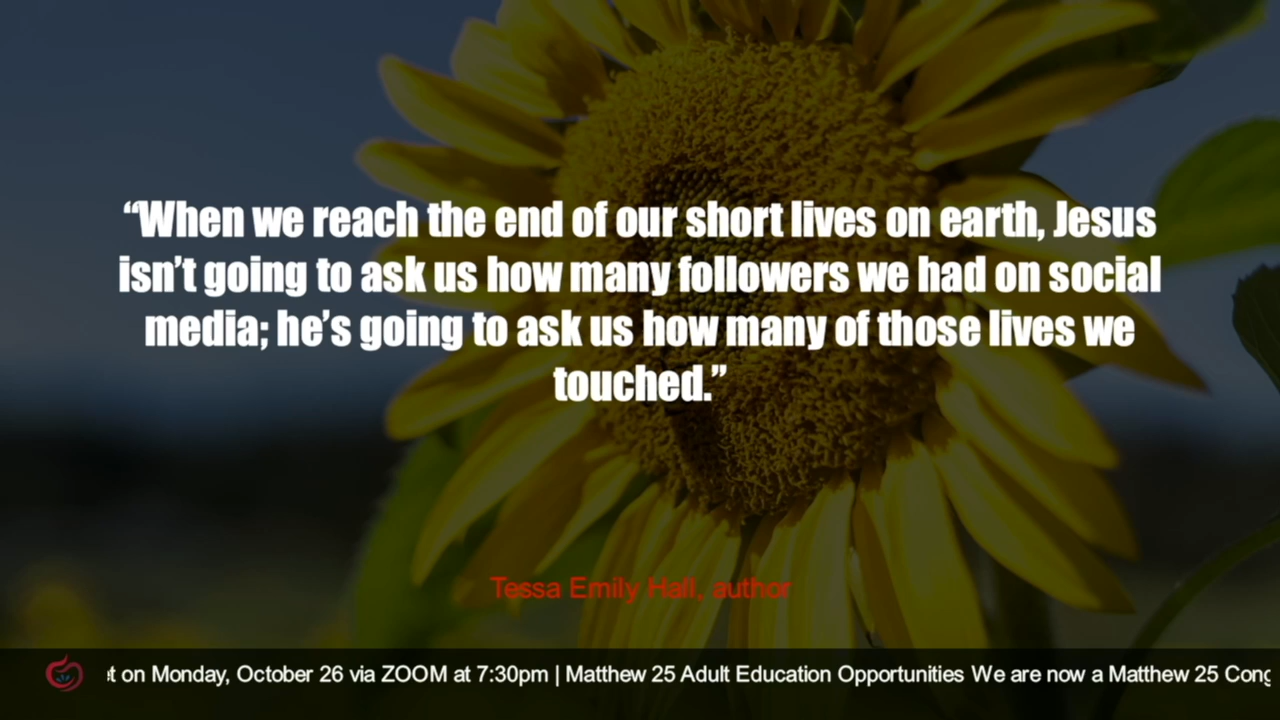 “When we reach the end of our short lives on earth, Jesus
isn’t going to ask us how many followers we had on social
media; he’s going to ask us how many of those lives we
touched.”
Tessa Emily Hall, author
on Monday, October 26 via ZOOM at 7:30pm | Matthew 25 Adult Education Opportunities We are now a Matthew 25